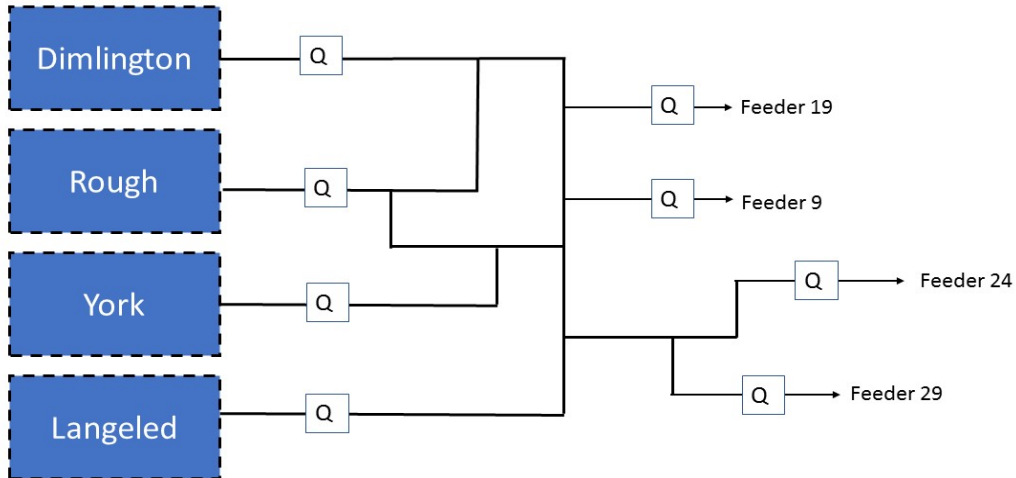 Dimlington
Q
Q
Feeder 19
Rough
Q
Q
Feeder 9
York
Q
Q
Feeder 24
Langeled
Q
Q
Feeder 29